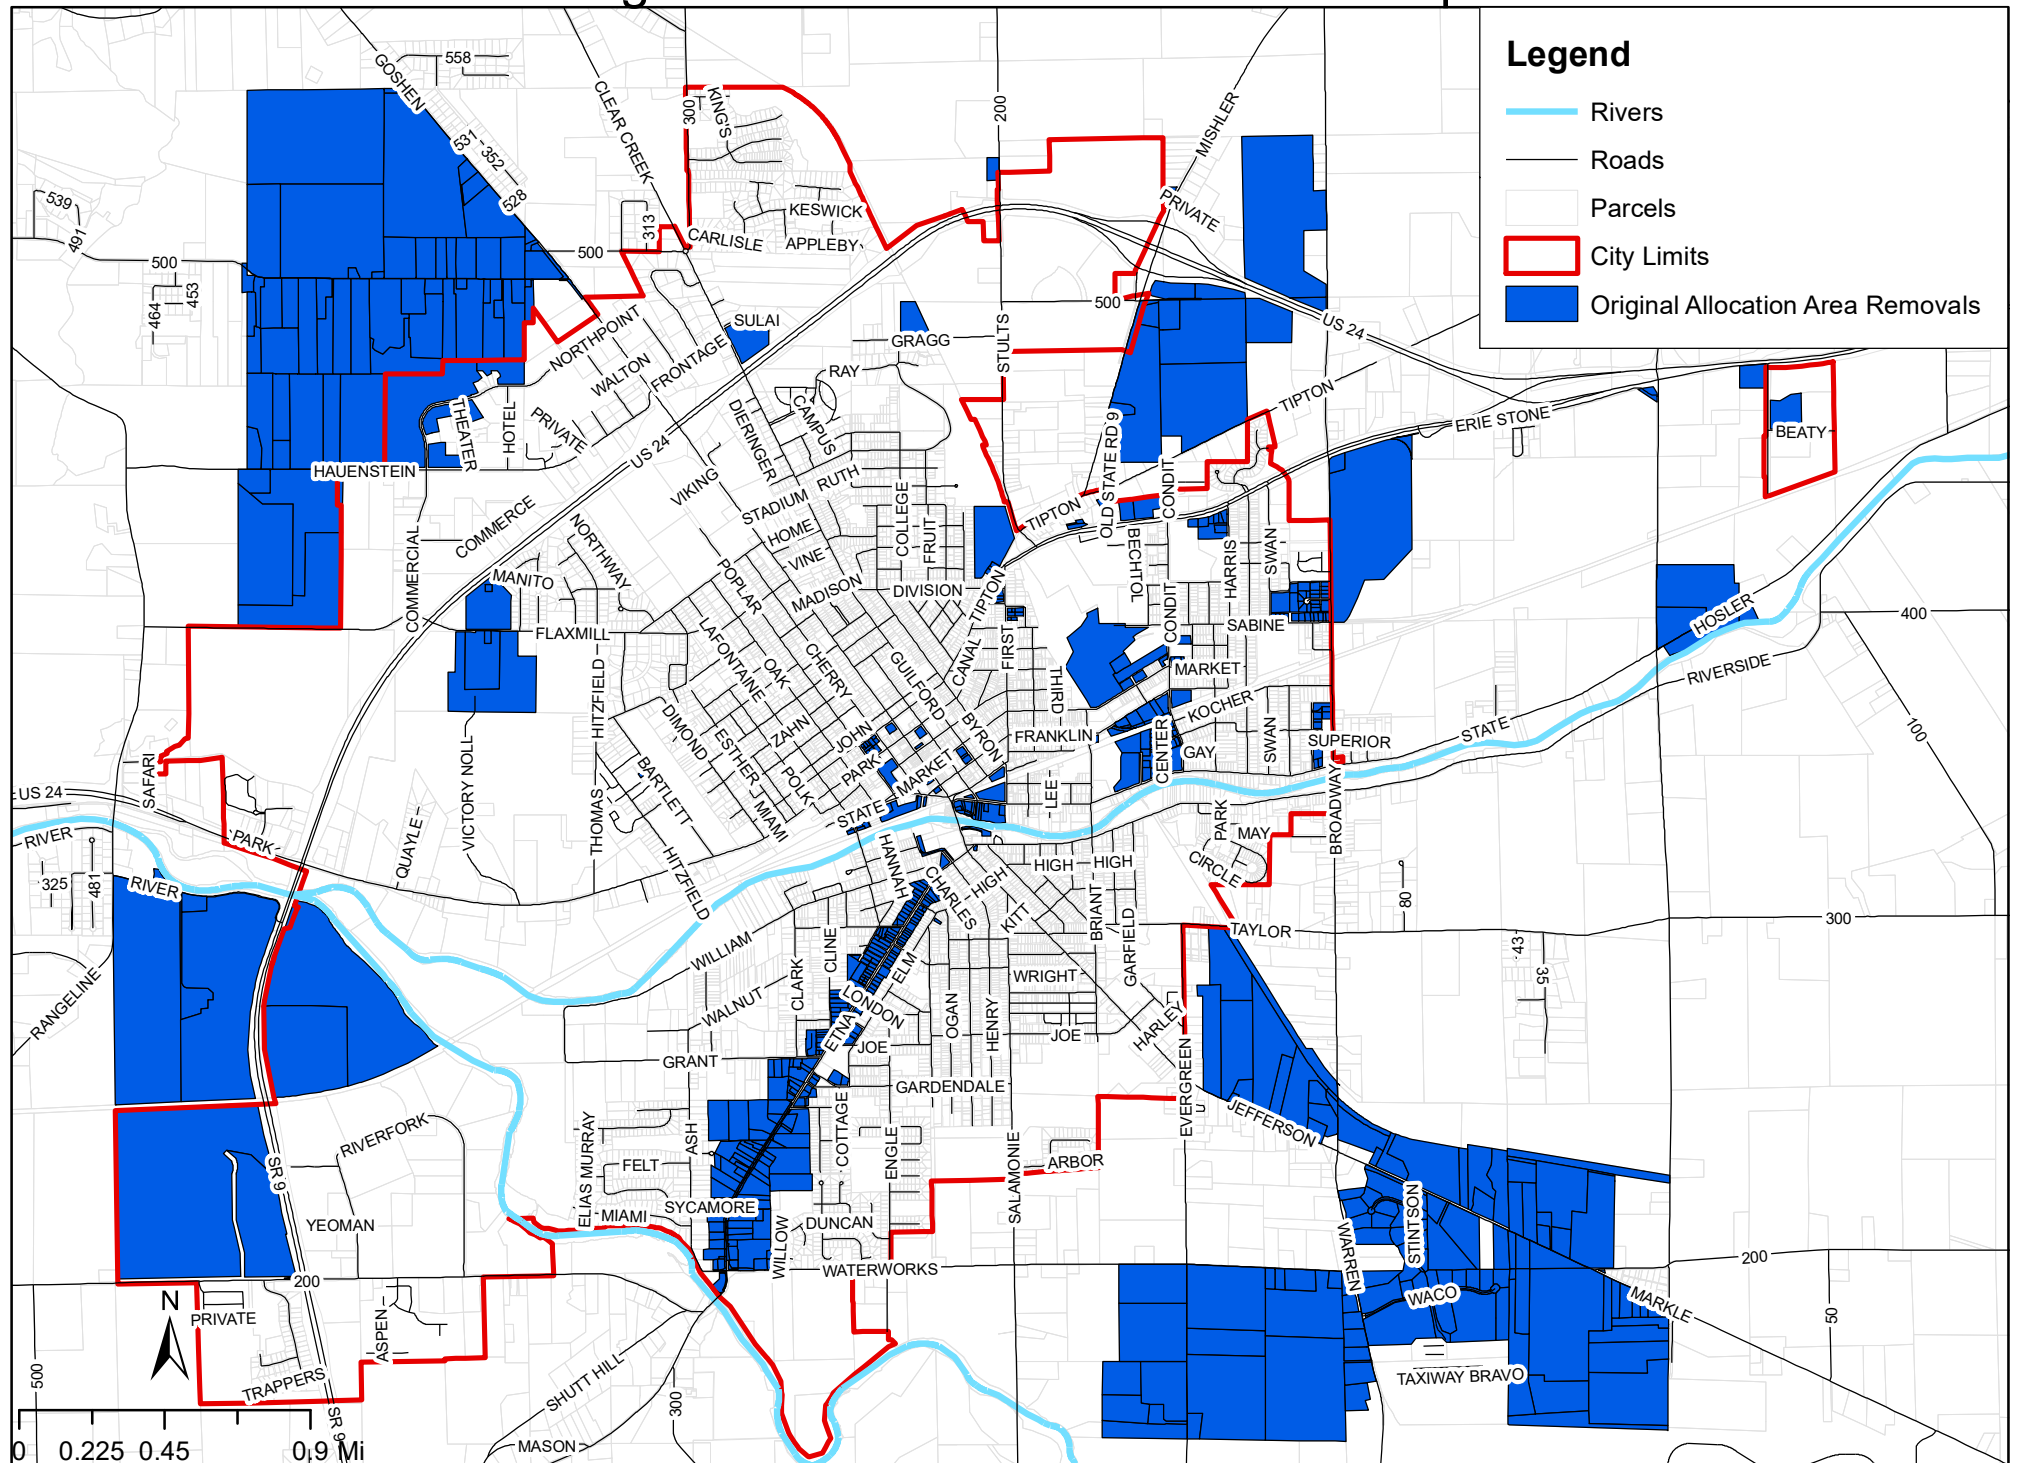 Legend
Rivers
Roads
Parcels
City Limits
Original Allocation Area Removals
558
GOSHEN
CLEAR CREEK
300
KING'S
200
MISHLER
531
352
528
539
491
313
KESWICK
CARLISLE
APPLEBY
PRIVATE
500
500
464
453
500
US 24
NORTHPOINT
SULAI
GRAGG
STULTS
WALTON
FRONTAGE
RAY
THEATER
HOTEL
PRIVATE
DIERINGER
CAMPUS
TIPTON
OLD STATE RD 9
ERIE STONE
BEATY
HAUENSTEIN
US 24
VIKING
STADIUM
RUTH
COLLEGE
FRUIT
CONDIT
COMMERCE
COMMERCIAL
NORTHWAY
HOME
VINE
TIPTON
BECHTOL
HARRIS
SWAN
MANITO
POPLAR
MADISON
DIVISION
TIPTON
CONDIT
HOSLER
400
FLAXMILL
LAFONTAINE
OAK
CHERRY
GUILFORD
CANAL
FIRST
SABINE
HITZFIELD
DIMOND
ESTHER
ZAHN
THIRD
MARKET
KOCHER
RIVERSIDE
JOHN
BYRON
FRANKLIN
CENTER
GAY
SWAN
SUPERIOR
STATE
100
SAFARI
US 24
VICTORY NOLL
BARTLETT
MIAMI
POLK
PARK
MARKET
STATE
LEE
RIVER
PARK
QUAYLE
THOMAS
HITZFIELD
HANNAH
CHARLES
HIGH
HIGH
HIGH
PARK
MAY
CIRCLE
BROADWAY
325
481
RIVER
80
KITT
BRIANT
GARFIELD
TAYLOR
300
RANGELINE
WILLIAM
CLINE
ELM
WRIGHT
43
35
WALNUT
CLARK
LONDON
OGAN
HENRY
ETNA
JOE
JOE
HARLEY
GRANT
GARDENDALE
EVERGREEN
JEFFERSON
RIVERFORK
ELIAS MURRAY
ASH
COTTAGE
ENGLE
SALAMONIE
ARBOR
SR 9
FELT
SYCAMORE
YEOMAN
MIAMI
WILLOW
DUNCAN
WARREN
STINTSON
200
WATERWORKS
200
WACO
MARKLE
50
N
PRIVATE
ASPEN
TRAPPERS
SR 9
SHUTT HILL
300
TAXIWAY BRAVO
500
MASON
0 0.225 0.45 0.9 Mi